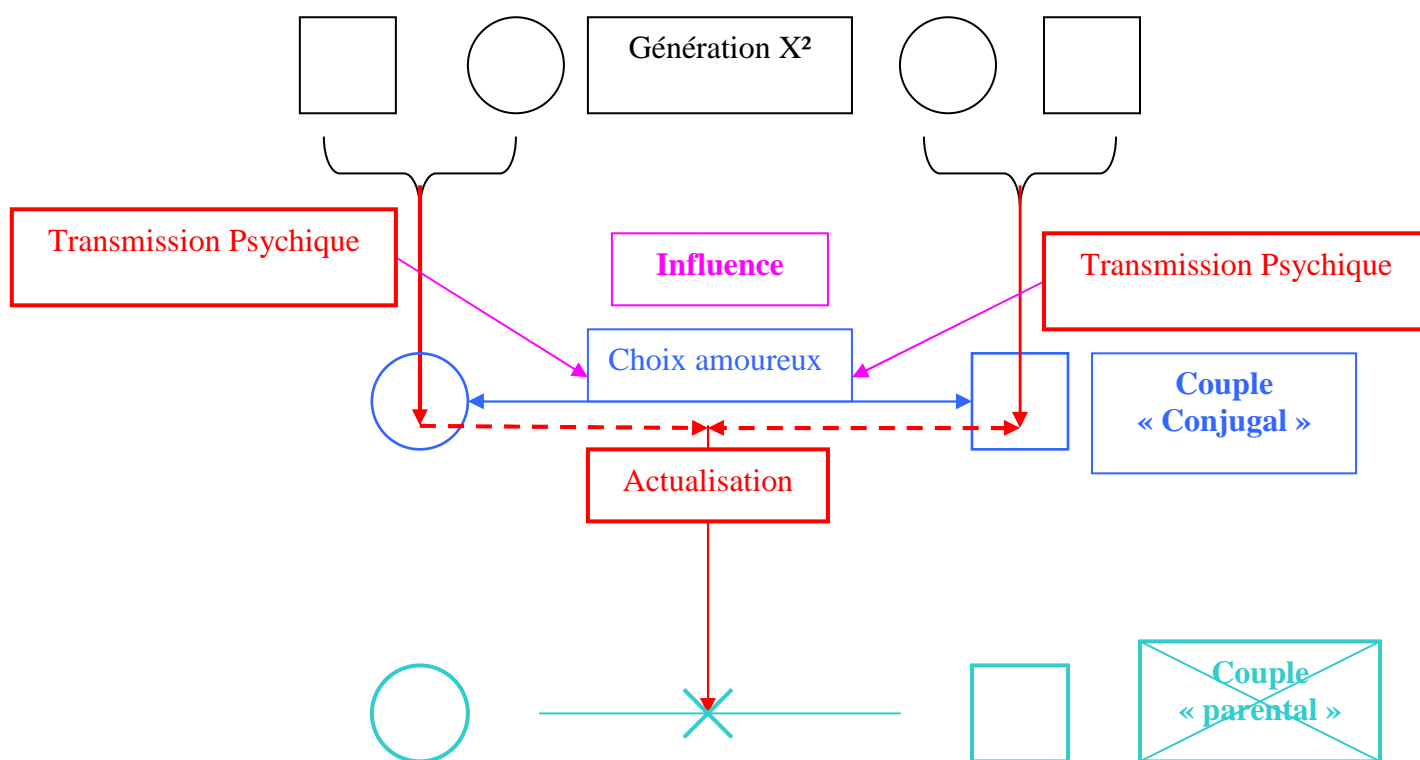 Génération X²
Transmission Psychique
Influence
Transmission Psychique
Choix amoureux
Couple
« Conjugal »
Actualisation
Couple
« parental »